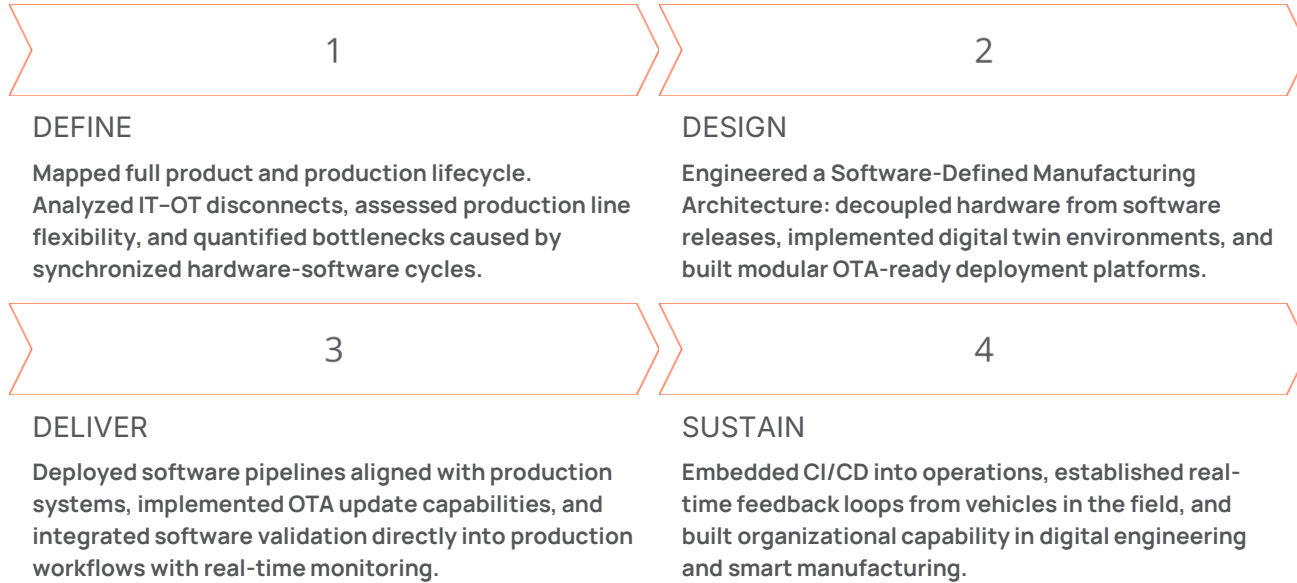 1
DEFINE
Mapped full product and production lifecycle.
Analyzed IT–OT disconnects, assessed production line
flexibility, and quantified bottlenecks caused by
synchronized hardware-software cycles.
2
DESIGN
Engineered a Software-Defined Manufacturing
Architecture: decoupled hardware from software
releases, implemented digital twin environments, and
built modular OTA-ready deployment platforms.
3
DELIVER
Deployed software pipelines aligned with production
systems, implemented OTA update capabilities, and
integrated software validation directly into production
workflows with real-time monitoring.
4
SUSTAIN
Embedded CI/CD into operations, established real-
time feedback loops from vehicles in the field, and
built organizational capability in digital engineering
and smart manufacturing.